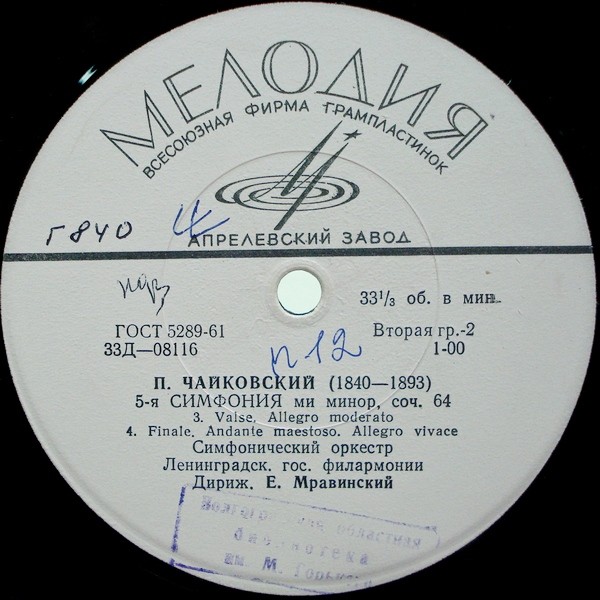 МЕЛОДИЯ
ВСЕСОЮЗНАЯ ФИРМА ГРАМПЛАСТИНОК
Г840
АПРЕЛЕВСКИЙ ЗАВОД
33⅓ об. в мин.
ГОСТ 5289-61
Вторая гр.-2
33Д—08116
1-00
п 12
П. ЧАЙКОВСКИЙ (1840—1893)
5-я СИМФОНИЯ ми минор, соч. 64
3. Valse. Allegro moderato
4. Finale. Andante maestoso. Allegro vivace
Симфонический оркестр
Ленинградск. гос. филармонии
Дириж. Е. Мравинский
областная
им. М.